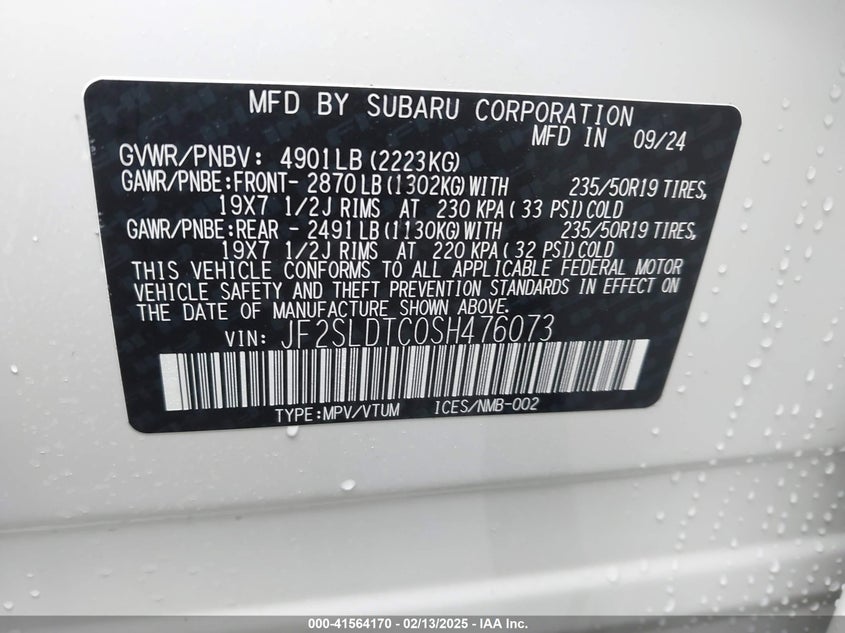 MFD BY SUBARU CORPORATION
MFD IN 09/24
GVWR/PNBV: 4901LB(2223KG)
GAWR/PNBE:FRONT- 2870LB(1302KG)WITH 235/50R19 TIRES,
19X7 1/2J RIMS AT 230 KPA( 33 PSI)COLD
GAWR/PNBE:REAR - 2491LB(1130KG)WITH 235/50R19 TIRES,
19X7 1/2J RIMS AT 220 KPA( 32 PSI)COLD
THIS VEHICLE CONFORMS TO ALL APPLICABLE FEDERAL MOTOR
VEHICLE SAFETY AND THEFT PREVENTION STANDARDS IN EFFECT ON
THE DATE OF MANUFACTURE SHOWN ABOVE.
VIN: JF2SLDTC0SH476073
TYPE:MPV/VTUM ICES/NMB-002
000-41564170 - 02/13/2025 - IAA Inc.